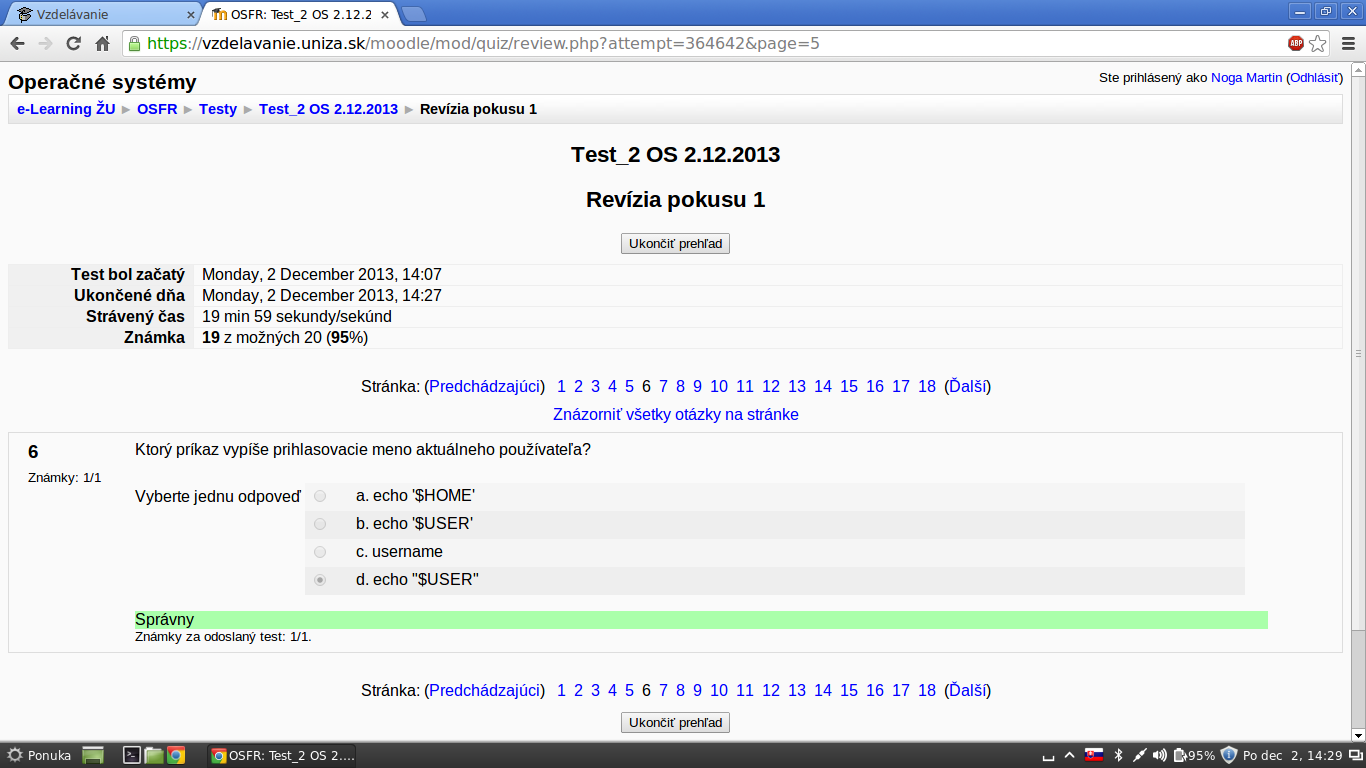 Vzdelávanie
OSFR: Test_2 OS 2.12.2
https://vzdelavanie.uniza.sk/moodle/mod/quiz/review.php?attempt=364642&page=5
ABP
Operačné systémy
Ste prihlásený ako Noga Martin (Odhlásiť)
e-Learning ŽU ► OSFR ► Testy ► Test_2 OS 2.12.2013 ► Revízia pokusu 1
Test_2 OS 2.12.2013
Revízia pokusu 1
Ukončiť prehľad
Test bol začatý Monday, 2 December 2013, 14:07
Ukončené dňa Monday, 2 December 2013, 14:27
Strávený čas 19 min 59 sekundy/sekúnd
Známka 19 z možných 20 (95%)
Stránka: (Predchádzajúci) 1 2 3 4 5 6 7 8 9 10 11 12 13 14 15 16 17 18 (Ďalší)
Znázorniť všetky otázky na stránke
6
Známky: 1/1
Ktorý príkaz vypíše prihlasovacie meno aktuálneho používateľa?
Vyberte jednu odpoveď
a. echo '$HOME'
b. echo '$USER'
c. username
d. echo "$USER"
Správny
Známky za odoslaný test: 1/1.
Stránka: (Predchádzajúci) 1 2 3 4 5 6 7 8 9 10 11 12 13 14 15 16 17 18 (Ďalší)
Ukončiť prehľad
Ponuka
OSFR: Test_2 OS 2....
95%
Po dec 2, 14:29